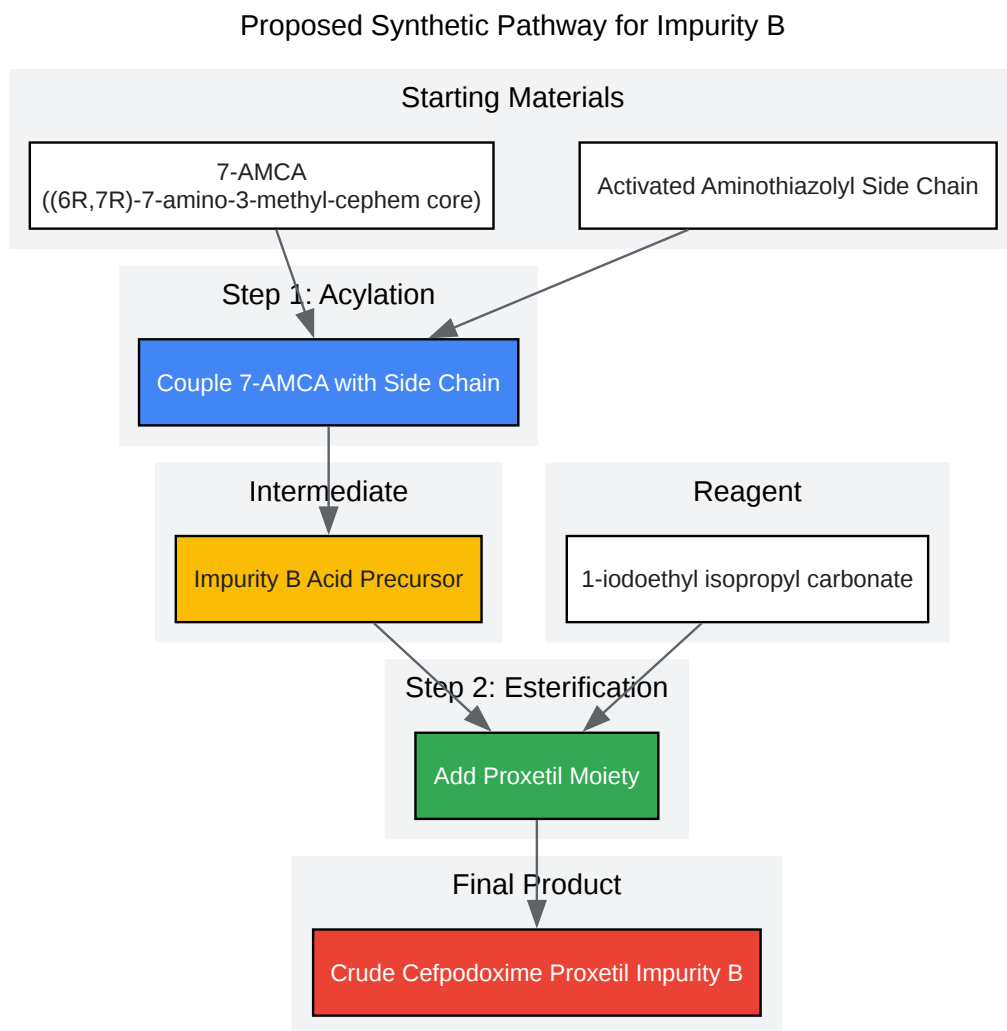 Proposed Synthetic Pathway for Impurity B
Starting Materials
7-AMCA
((6R,7R)-7-amino-3-methyl-cephem core)
Activated Aminothiazolyl Side Chain
Step 1: Acylation
Couple 7-AMCA with Side Chain
Intermediate
Reagent
Impurity B Acid Precursor
1-iodoethyl isopropyl carbonate
Step 2: Esterification
Add Proxetil Moiety
Final Product
Crude Cefpodoxime Proxetil Impurity B